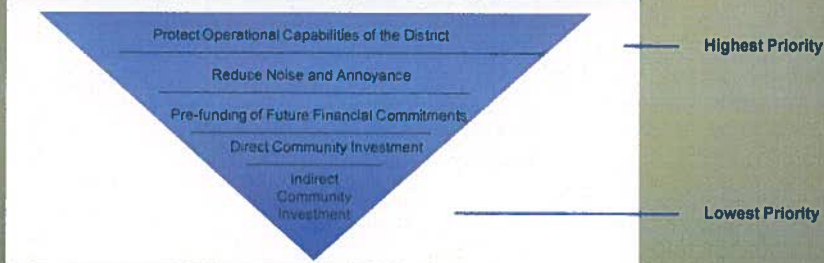 Protect Operational Capabilities of the District
Highest Priority
Reduce Noise and Annoyance
Pre-funding of Future Financial Commitments
Direct Community Investment
Indirect
Community
Investment
Lowest Priority